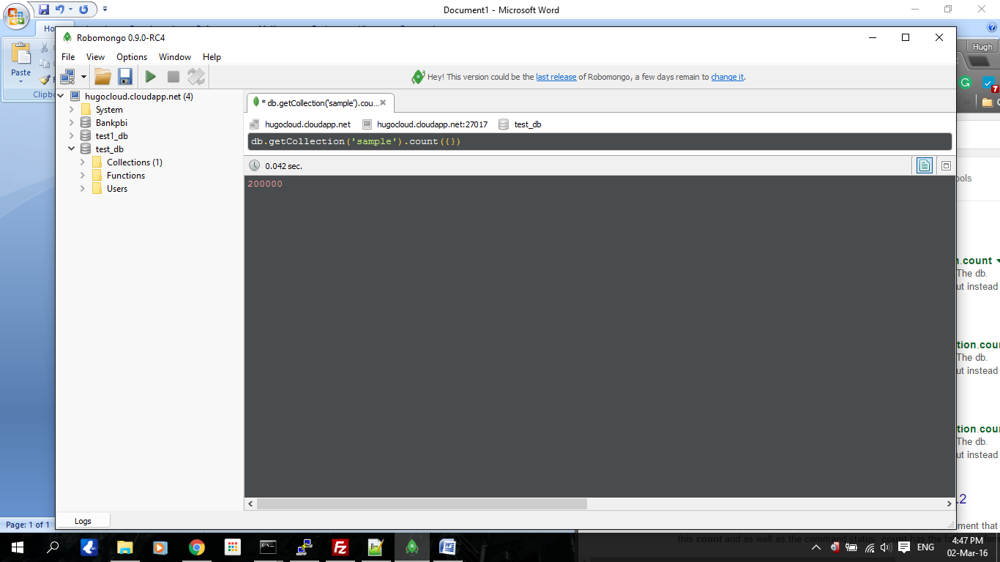 Document1 - Microsoft Word
Paste
Page: 1 of 1
Robomongo 0.9.0-RC4
File View Options Window Help
Hey! This version could be the last release of Robomongo, a few days remain to change it.
hugocloud.cloudapp.net (4)
System
Bankpbi
test1_db
test_db
Collections (1)
Functions
Users
* db.getCollection('sample').cou...
hugocloud.cloudapp.net hugocloud.cloudapp.net:27017 test_db
db.getCollection('sample').count({})
0.042 sec.
200000
Logs
Hugh
7
ools
n.count
The db.
ut instead
tion.coun
The db.
ut instead
tion.coun
The db.
ut instead
.2
ment that
this count and as well as the command status. count has the
ENG
4:47 PM
02-Mar-16